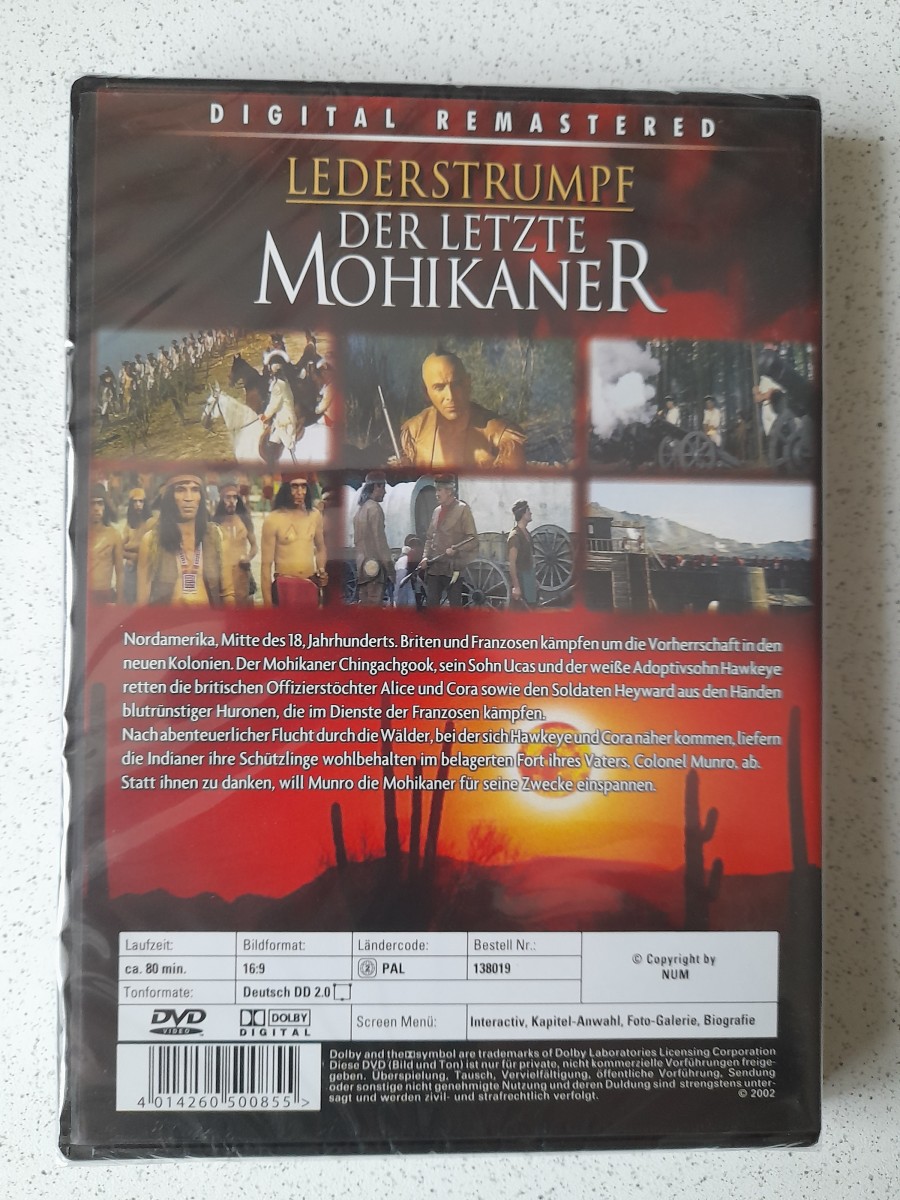 DIGITAL REMASTERED
LEDERSTRUMPF
DER LETZTE
MOHIKANER
Nordamerika, Mitte des 18. Jahrhunderts. Briten und Franzosen kämpfen um die Vorherrschaft in den
neuen Kolonien. Der Mohikaner Chingachgook, sein Sohn Ucas und der weiße Adoptivsohn Hawkeye
retten die britischen Offizierstöchter Alice und Cora sowie den Soldaten Heyward aus den Händen
blutrünstiger Huronen, die im Dienste der Franzosen kämpfen.
Nach abenteuerlicher Flucht durch die Wälder, bei der sich Hawkeye und Cora näher kommen, liefern
die Indianer ihre Schützlinge wohlbehalten im belagerten Fort ihres Vaters, Colonel Munro, ab.
Statt ihnen zu danken, will Munro die Mohikaner für seine Zwecke einspannen.
Laufzeit: Bildformat: Ländercode: Bestell Nr.:
ca. 80 min. 16:9 2 PAL 138019
© Copyright by
NUM
Tonformate: Deutsch DD 2.0
DVD VIDEO
DOLBY
DIGITAL
Screen Menü: Interactiv, Kapitel-Anwahl, Foto-Galerie, Biografie
4 014260 500855 >
Dolby and the symbol are trademarks of Dolby Laboratories Licensing Corporation
Diese DVD (Bild und Ton) ist nur für private, nicht kommerzielle Vorführungen freige-
geben. Überspielung, Tausch, Vervielfältigung, öffentliche Vorführung, Sendung
oder sonstige nicht genehmigte Nutzung und deren Duldung sind strengstens unter-
sagt und werden zivil- und strafrechtlich verfolgt.
© 2002